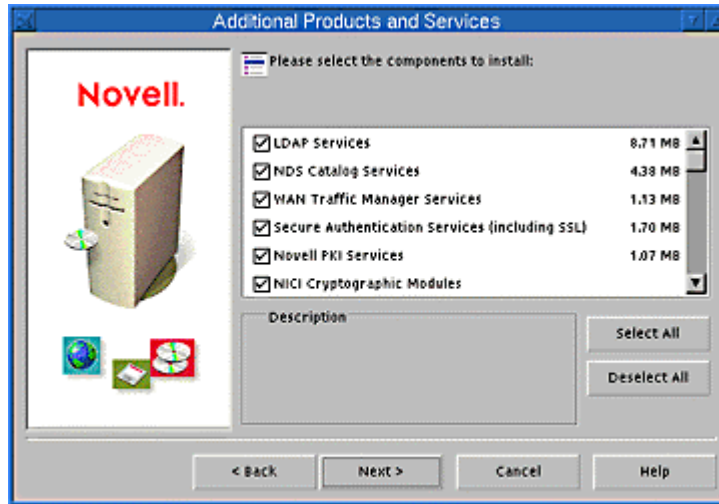 Additional Products and Services
Novell.
Please select the components to install:
LDAP Services 8.71 MB
NDS Catalog Services 4.38 MB
WAN Traffic Manager Services 1.13 MB
Secure Authentication Services (including SSL) 1.70 MB
Novell PKI Services 1.07 MB
NICI Cryptographic Modules
Description
Select All
Deselect All
< Back Next > Cancel Help